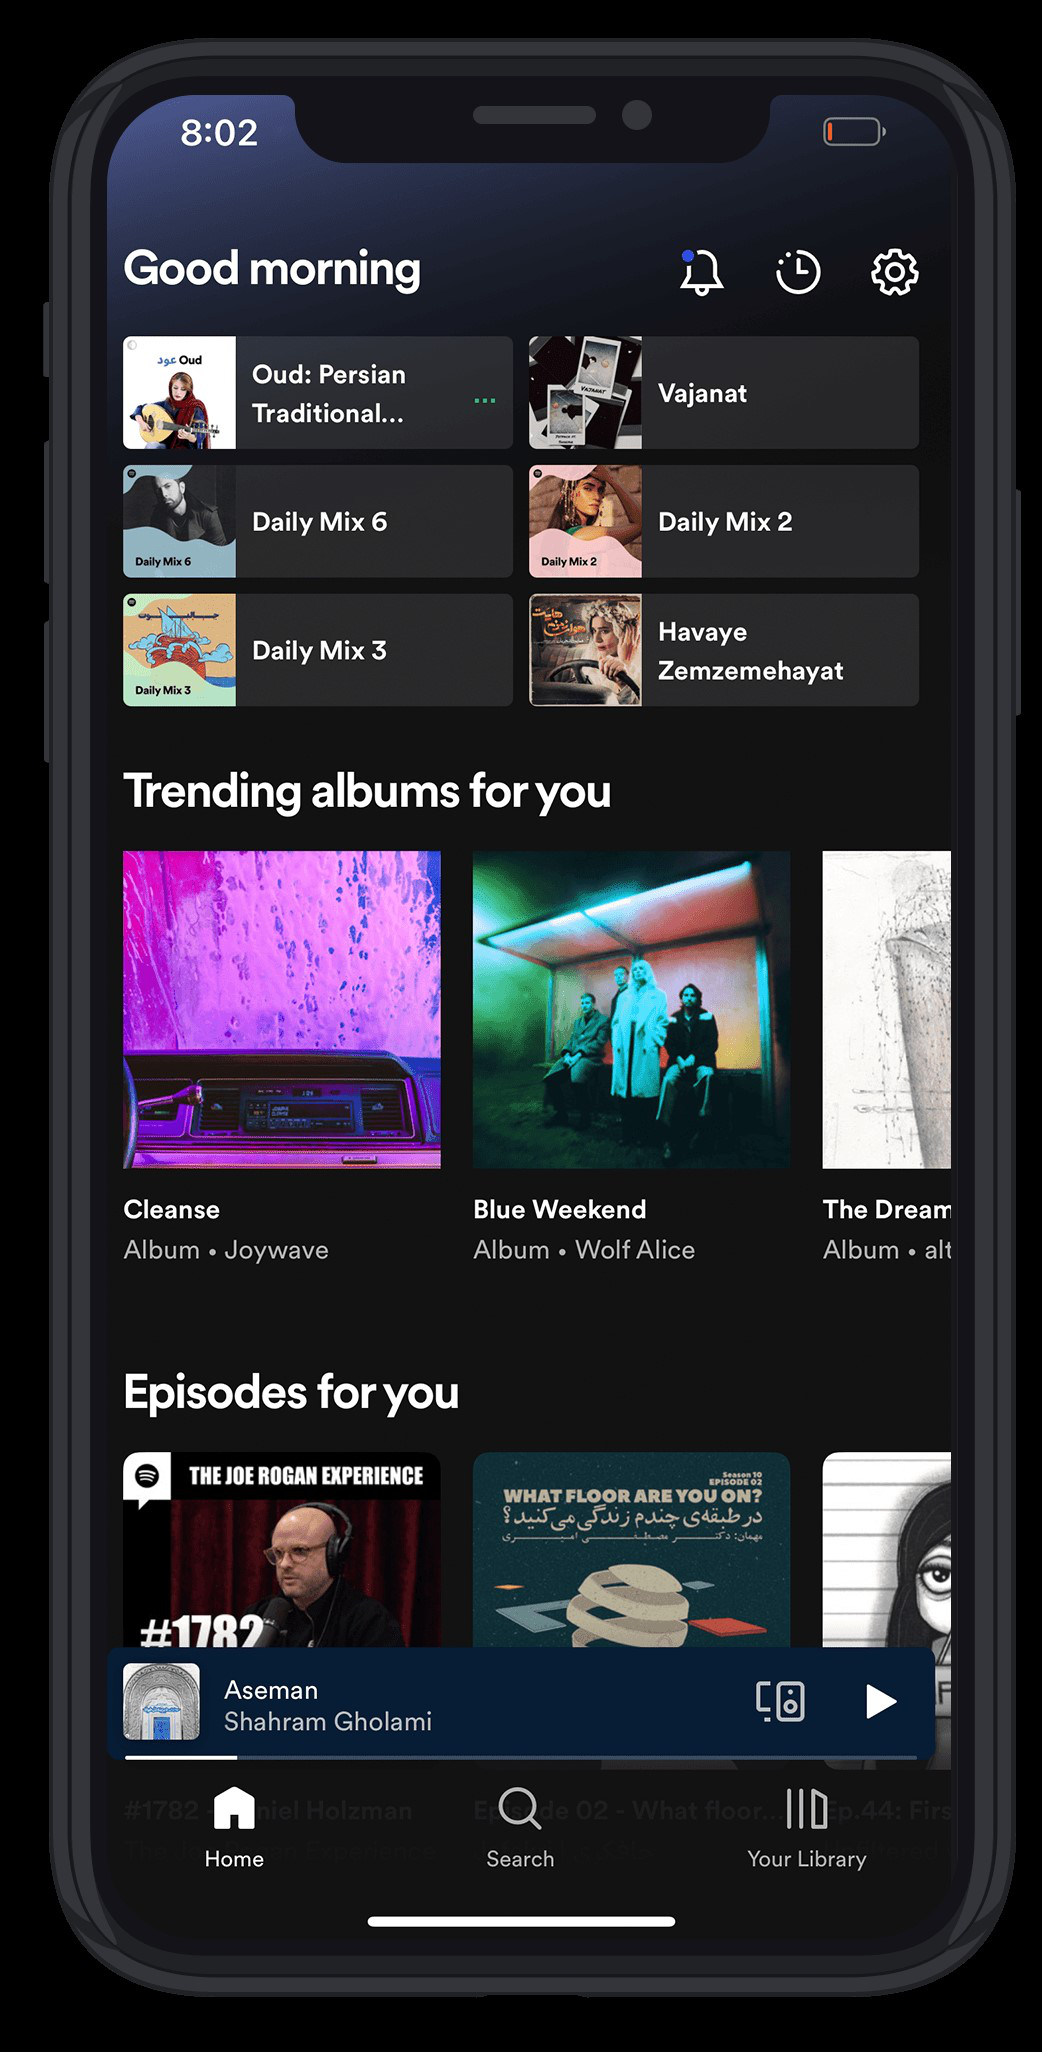 8:02
Good morning
عود Oud
Oud: Persian
Traditional...
VAJANAT
Vajanat
Daily Mix 6
Daily Mix 6
Daily Mix 2
Daily Mix 2
Daily Mix 3
Daily Mix 3
Havaye
Zemzemehayat
Trending albums for you
Cleanse
Album • Joywave
Blue Weekend
Album • Wolf Alice
The Dream
Album • alt
Episodes for you
THE JOE ROGAN EXPERIENCE
#1782
Season 10
EPISODE 02
WHAT FLOOR ARE YOU ON?
در طبقه‌ی چندم زندگی می‌کنید؟
مهمان: دکتر مصطفی امیری
Aseman
Shahram Gholami
#1782 - niel Holzman
Episode 02 - What floor...
Ep.44: Firs
Home
Search
Your Library